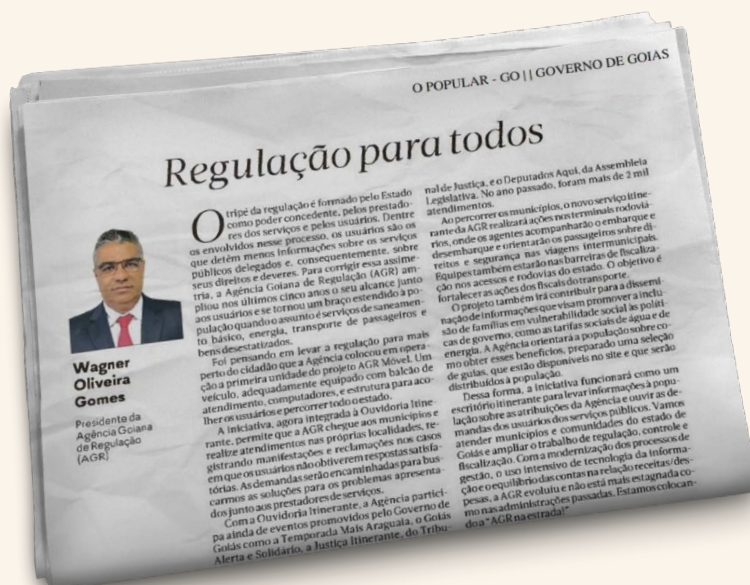 O POPULAR - GO || GOVERNO DE GOIAS
Regulação para todos
Wagner
Oliveira
Gomes
Presidente da
Agência Goiana
de Regulação
(AGR)
O tripé da regulação é formado pelo Estado
como poder concedente, pelos prestado-
res dos serviços e pelos usuários. Dentre
os envolvidos nesse processo, os usuários são os
que detêm menos informações sobre os serviços
públicos delegados e, consequentemente, sobre
seus direitos e deveres. Para corrigir essa assime-
tria, a Agência Goiana de Regulação (AGR) am-
pliou nos últimos cinco anos o seu alcance junto
aos usuários e se tornou um braço estendido à po-
pulação quando o assunto é serviços de saneamen-
to básico, energia, transporte de passageiros e
bens desestatizados.
Foi pensando em levar a regulação para mais
perto do cidadão que a Agência colocou em opera-
ção a primeira unidade do projeto AGR Móvel. Um
veículo, adequadamente equipado com balcão de
atendimento, computadores, e estrutura para aco-
lher os usuários e percorrer todo o estado.
A iniciativa, agora integrada à Ouvidoria Itine-
rante, permite que a AGR chegue aos municípios e
realize atendimentos nas próprias localidades, re-
gistrando manifestações e reclamações nos casos
em que os usuários não obtiverem respostas satisfa-
tórias. As demandas serão encaminhadas para bus-
carmos as soluções para os problemas apresenta-
dos junto aos prestadores de serviços.
Com a Ouvidoria Itinerante, a Agência partici-
pa ainda de eventos promovidos pelo Governo de
Goiás como a Temporada Mais Araguaia, o Goiás
Alerta e Solidário, a Justiça Itinerante, do Tribu-
nal de Justiça, e o Deputados Aqui, da Assembleia
Legislativa. No ano passado, foram mais de 2 mil
atendimentos.
Ao percorrer os municípios, o novo serviço itine-
rante da AGR realizará ações nos terminais rodoviá-
rios, onde os agentes acompanharão o embarque e
desembarque e orientarão os passageiros sobre di-
reitos e segurança nas viagens intermunicipais.
Equipes também estarão nas barreiras de fiscaliza-
ção nos acessos e rodovias do estado. O objetivo é
fortalecer as ações dos fiscais do transporte.
O projeto também irá contribuir para a dissemi-
nação de informações que visam promover a inclu-
são de famílias em vulnerabilidade social às políti-
cas de governo, como as tarifas sociais de água e de
energia. A Agência orientará a população sobre co-
mo obter esses benefícios, preparando uma seleção
de guias, que estão disponíveis no site e que serão
distribuídos à população.
Dessa forma, a iniciativa funcionará como um
escritório itinerante para levar informações à popu-
lação sobre as atribuições da Agência e ouvir as de-
mandas dos usuários dos serviços públicos. Vamos
atender municípios e comunidades do estado de
Goiás e ampliar o trabalho de regulação, controle e
fiscalização. Com a modernização dos processos de
gestão, o uso intensivo de tecnologia da informa-
ção e o equilíbrio das contas na relação receitas/des-
pesas, a AGR evoluiu e não está mais estagnada co-
mo nas administrações passadas. Estamos colocan-
do a “AGR na estrada!”